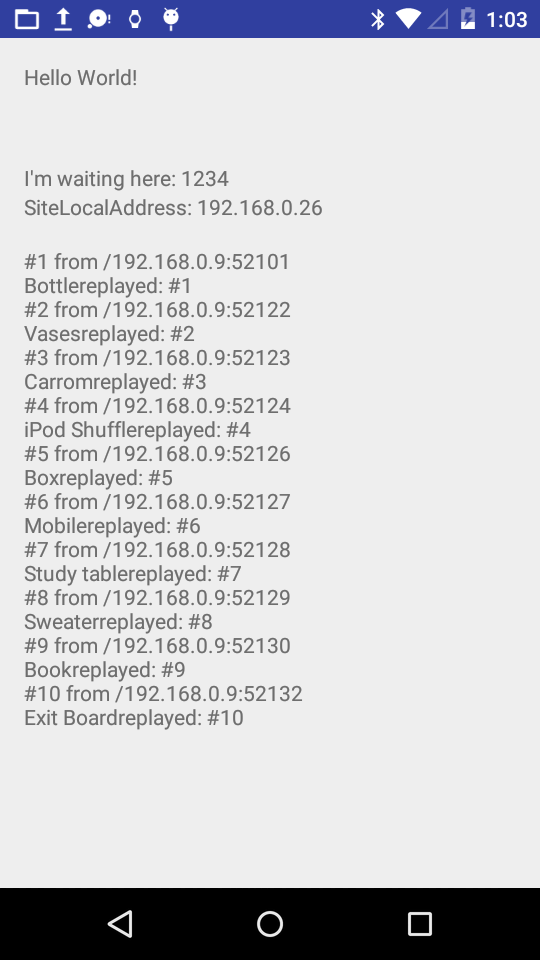 1:03
Hello World!
I'm waiting here: 1234
SiteLocalAddress: 192.168.0.26
#1 from /192.168.0.9:52101
Bottlereplayed: #1
#2 from /192.168.0.9:52122
Vasesreplayed: #2
#3 from /192.168.0.9:52123
Carromreplayed: #3
#4 from /192.168.0.9:52124
iPod Shufflereplayed: #4
#5 from /192.168.0.9:52126
Boxreplayed: #5
#6 from /192.168.0.9:52127
Mobilereplayed: #6
#7 from /192.168.0.9:52128
Study tablereplayed: #7
#8 from /192.168.0.9:52129
Sweaterreplayed: #8
#9 from /192.168.0.9:52130
Bookreplayed: #9
#10 from /192.168.0.9:52132
Exit Boardreplayed: #10